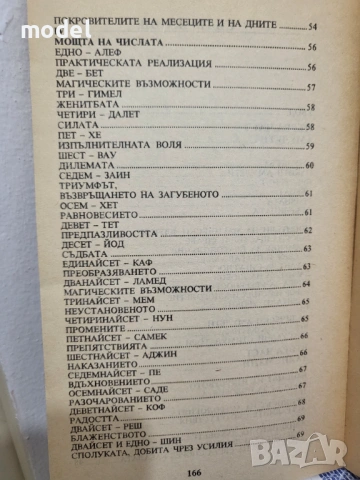 ПОКРОВИТЕЛИТЕ НА МЕСЕЦИТЕ И НА ДНИТЕ 54
модел
МОЩТА НА ЧИСЛАТА 56
ЕДНО – АЛЕФ
ПРАКТИЧЕСКАТА РЕАЛИЗАЦИЯ 56
ДВЕ – БЕТ
МАГИЧЕСКИТЕ ВЪЗМОЖНОСТИ 57
ТРИ – ГИМЕЛ
ЖЕНИТБАТА 58
ЧЕТИРИ – ДАЛЕТ
СИЛАТА 58
ПЕТ – ХЕ
ИЗПЪЛНИТЕЛНАТА ВОЛЯ 59
ШЕСТ – ВАУ
ДИЛЕМАТА 60
СЕДЕМ – ЗАИН
ТРИУМФЪТ,
ВЪЗВРЪЩАНЕТО НА ЗАГУБЕНОТО 61
ОСЕМ – ХЕТ
РАВНОВЕСИЕТО 61
ДЕВЕТ – ТЕТ
ПРЕДПАЗЛИВОСТТА 62
ДЕСЕТ – ЙОД
СЪДБАТА 63
ЕДИНАЙСЕТ – КАФ
ПРЕОБРАЗЯВАНЕТО 63
ДВАНАЙСЕТ – ЛАМЕД
МАГИЧЕСКИТЕ ВЪЗМОЖНОСТИ 64
ТРИНАЙСЕТ – МЕМ
НЕУСТАНОВЕНОТО 65
ЧЕТИРИНАЙСЕТ – НУН
ПРОМЕНИТЕ 65
ПЕТНАЙСЕТ – САМЕК
ПРЕПЯТСТВИЯТА 66
ШЕСТНАЙСЕТ – АДЖИН
НАКАЗАНИЕТО 66
СЕДЕМНАЙСЕТ – ПЕ
ВДЪХНОВЕНИЕТО 67
ОСЕМНАЙСЕТ – САДЕ
РАЗОЧАРОВАНИЕТО 67
ДЕВЕТНАЙСЕТ – КОФ
РАДОСТТА 68
ДВАЙСЕТ – РЕШ
БЛАЖЕНСТВОТО 69
ДВАЙСЕТ И ЕДНО – ШИН
СПОЛУКАТА, ДОБИТА ЧРЕЗ УСИЛИЯ 69
166
bazar